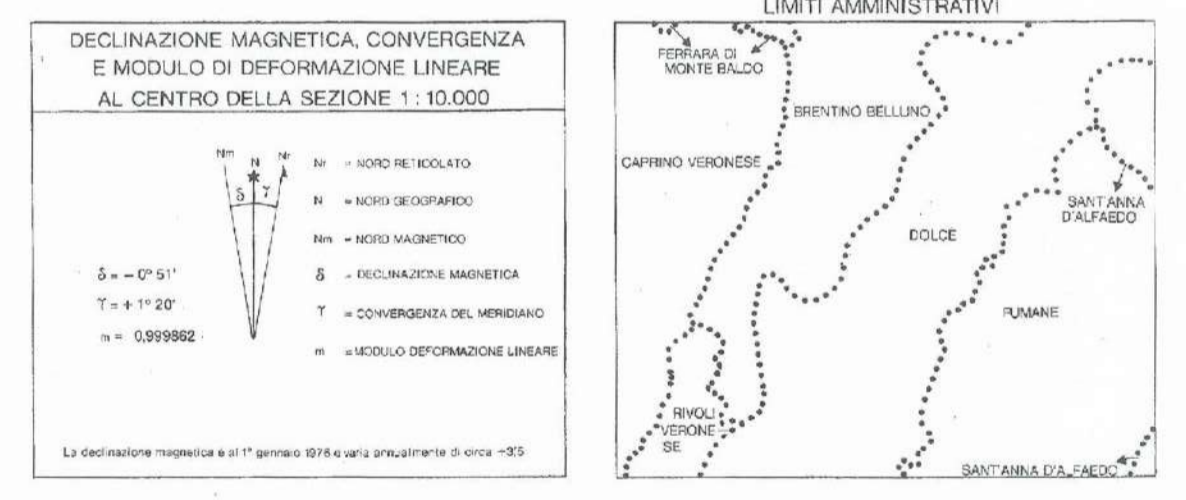 DECLINAZIONE MAGNETICA, CONVERGENZA
E MODULO DI DEFORMAZIONE LINEARE
AL CENTRO DELLA SEZIONE 1 : 10.000
Nm N Nr
δ ϒ
Nr = NORD RETICOLATO
N = NORD GEOGRAFICO
Nm = NORD MAGNETICO
δ = DECLINAZIONE MAGNETICA
ϒ = CONVERGENZA DEL MERIDIANO
m = MODULO DEFORMAZIONE LINEARE
δ = – 0° 51'
ϒ = + 1° 20'
m = 0,999862
La declinazione magnetica è al 1° gennaio 1976 e varia annualmente di circa +3'.5
LIMITI AMMINISTRATIVI
FERRARA DI
MONTE BALDO
BRENTINO BELLUNO
CAPRINO VERONESE
SANT'ANNA
D'ALFAEDO
DOLCE
FUMANE
RIVOLI
VERONE
SE
SANT'ANNA D'ALFAEDO